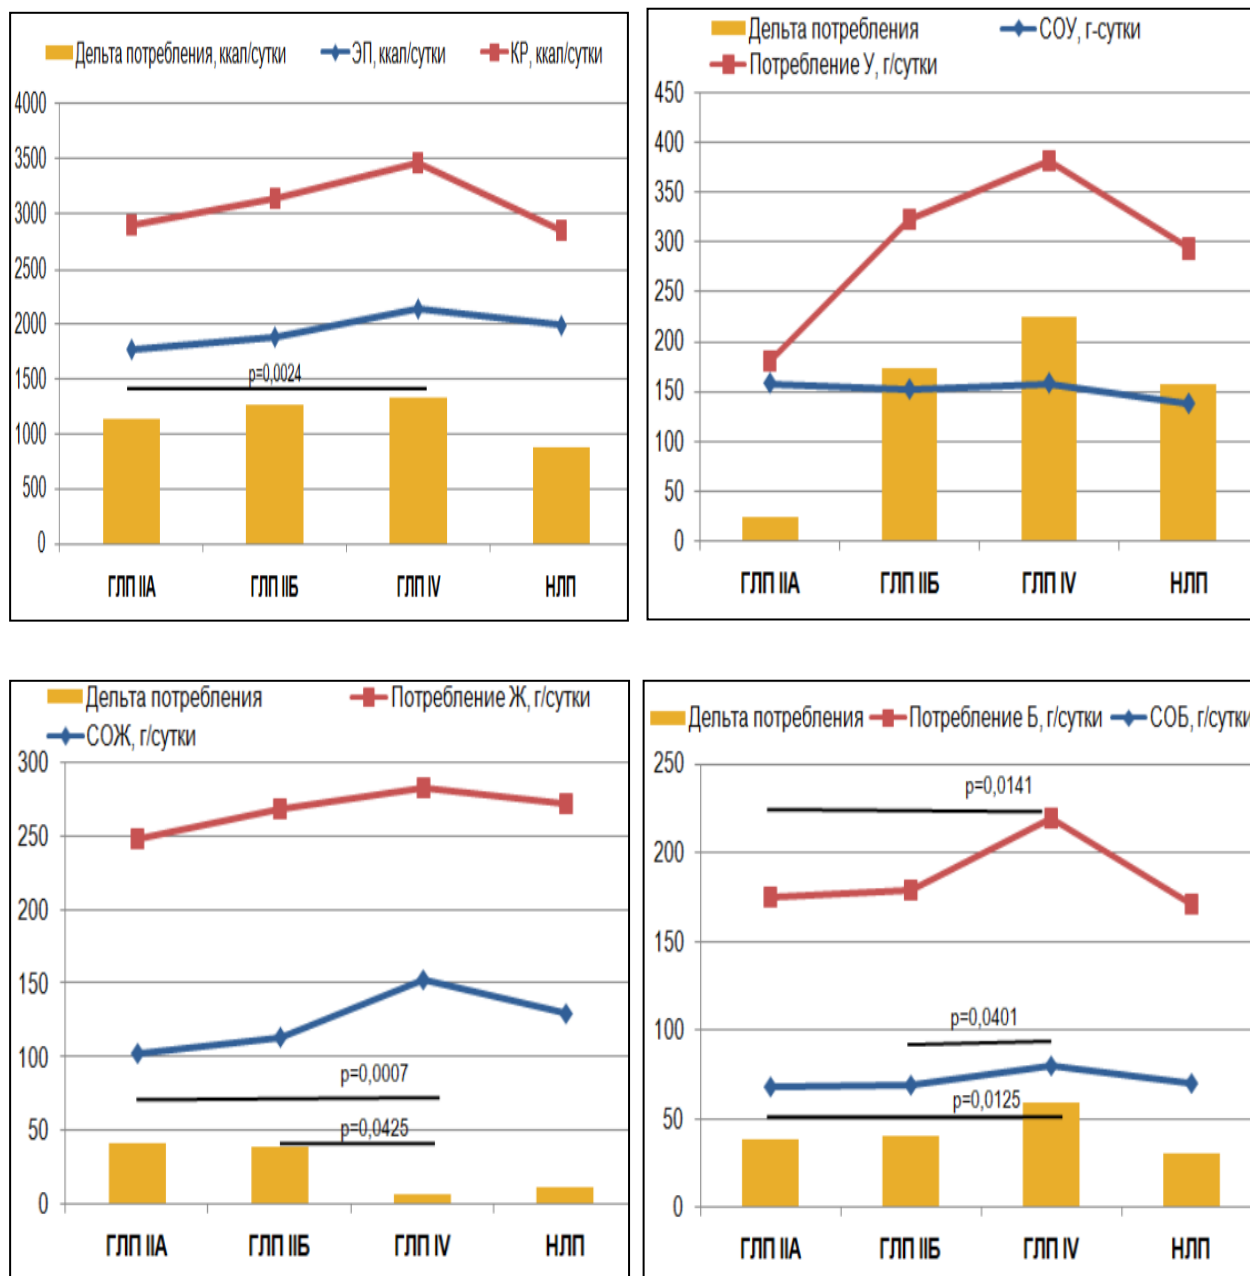 Дельта потребления, ккал/сутки ЭП, ккал/сутки КР, ккал/сутки
4000
3500
3000
2500
2000
1500
1000
500
0
p=0,0024
ГЛП IIА ГЛП IIБ ГЛП IV НЛП
Дельта потребления СОУ, г-сутки
Потребление У, г/сутки
450
400
350
300
250
200
150
100
50
0
ГЛП IIА ГЛП IIБ ГЛП IV НЛП
Дельта потребления Потребление Ж, г/сутки
СОЖ, г/сутки
300
250
200
150
100
50
0
p=0,0007
p=0,0425
ГЛП IIА ГЛП IIБ ГЛП IV НЛП
Дельта потребления Потребление Б, г/сутки СОБ, г/сутки
250
200
150
100
50
0
p=0,0141
p=0,0401
p=0,0125
ГЛП IIА ГЛП IIБ ГЛП IV НЛП